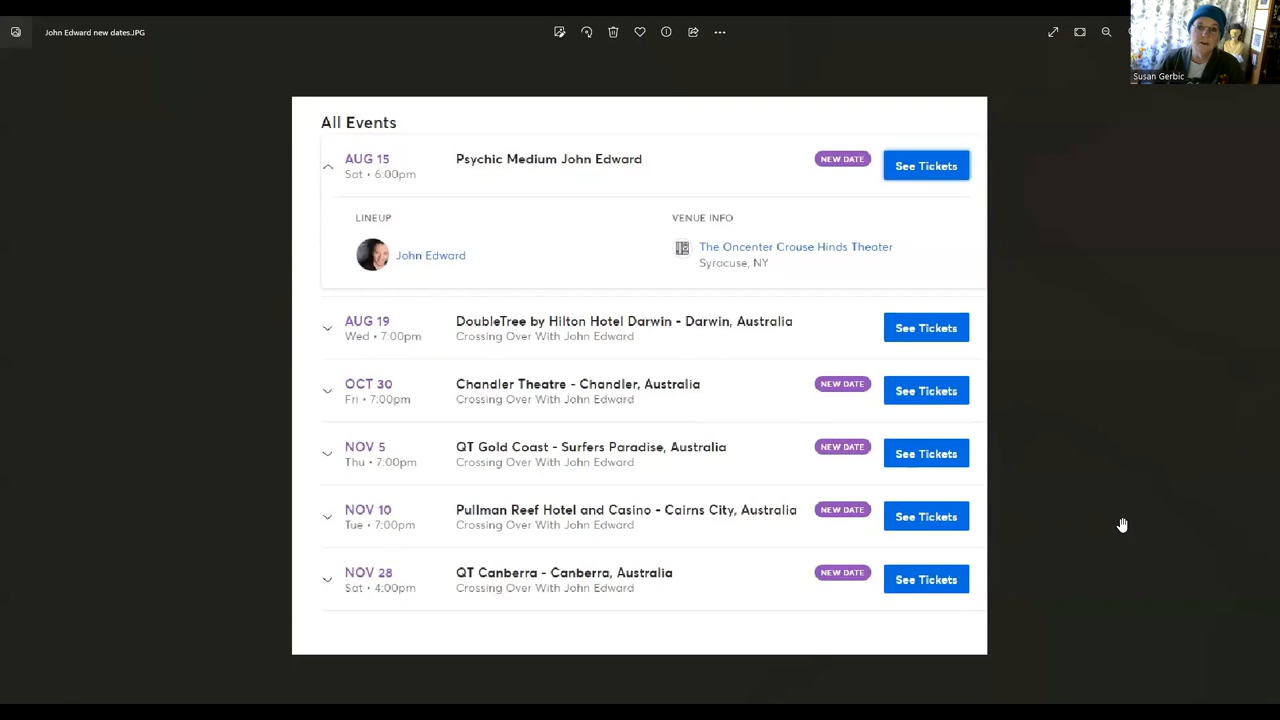 John Edward new dates.JPG
Susan Gerbic
All Events
AUG 15
Sat • 6:00pm
Psychic Medium John Edward
NEW DATE
See Tickets
LINEUP
John Edward
VENUE INFO
The Oncenter Crouse Hinds Theater
Syracuse, NY
AUG 19
Wed • 7:00pm
DoubleTree by Hilton Hotel Darwin - Darwin, Australia
Crossing Over With John Edward
See Tickets
OCT 30
Fri • 7:00pm
Chandler Theatre - Chandler, Australia
Crossing Over With John Edward
NEW DATE
See Tickets
NOV 5
Thu • 7:00pm
QT Gold Coast - Surfers Paradise, Australia
Crossing Over With John Edward
NEW DATE
See Tickets
NOV 10
Tue • 7:00pm
Pullman Reef Hotel and Casino - Cairns City, Australia
Crossing Over With John Edward
NEW DATE
See Tickets
NOV 28
Sat • 4:00pm
QT Canberra - Canberra, Australia
Crossing Over With John Edward
NEW DATE
See Tickets